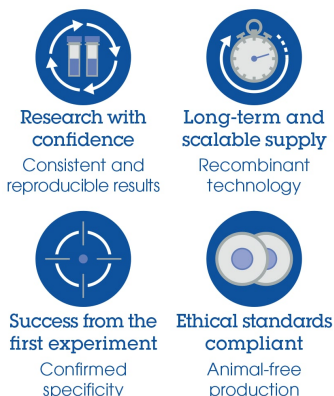 Research with
confidence
Consistent and
reproducible results
Long-term and
scalable supply
Recombinant
technology
Success from the
first experiment
Confirmed
specificity
Ethical standards
compliant
Animal-free
production